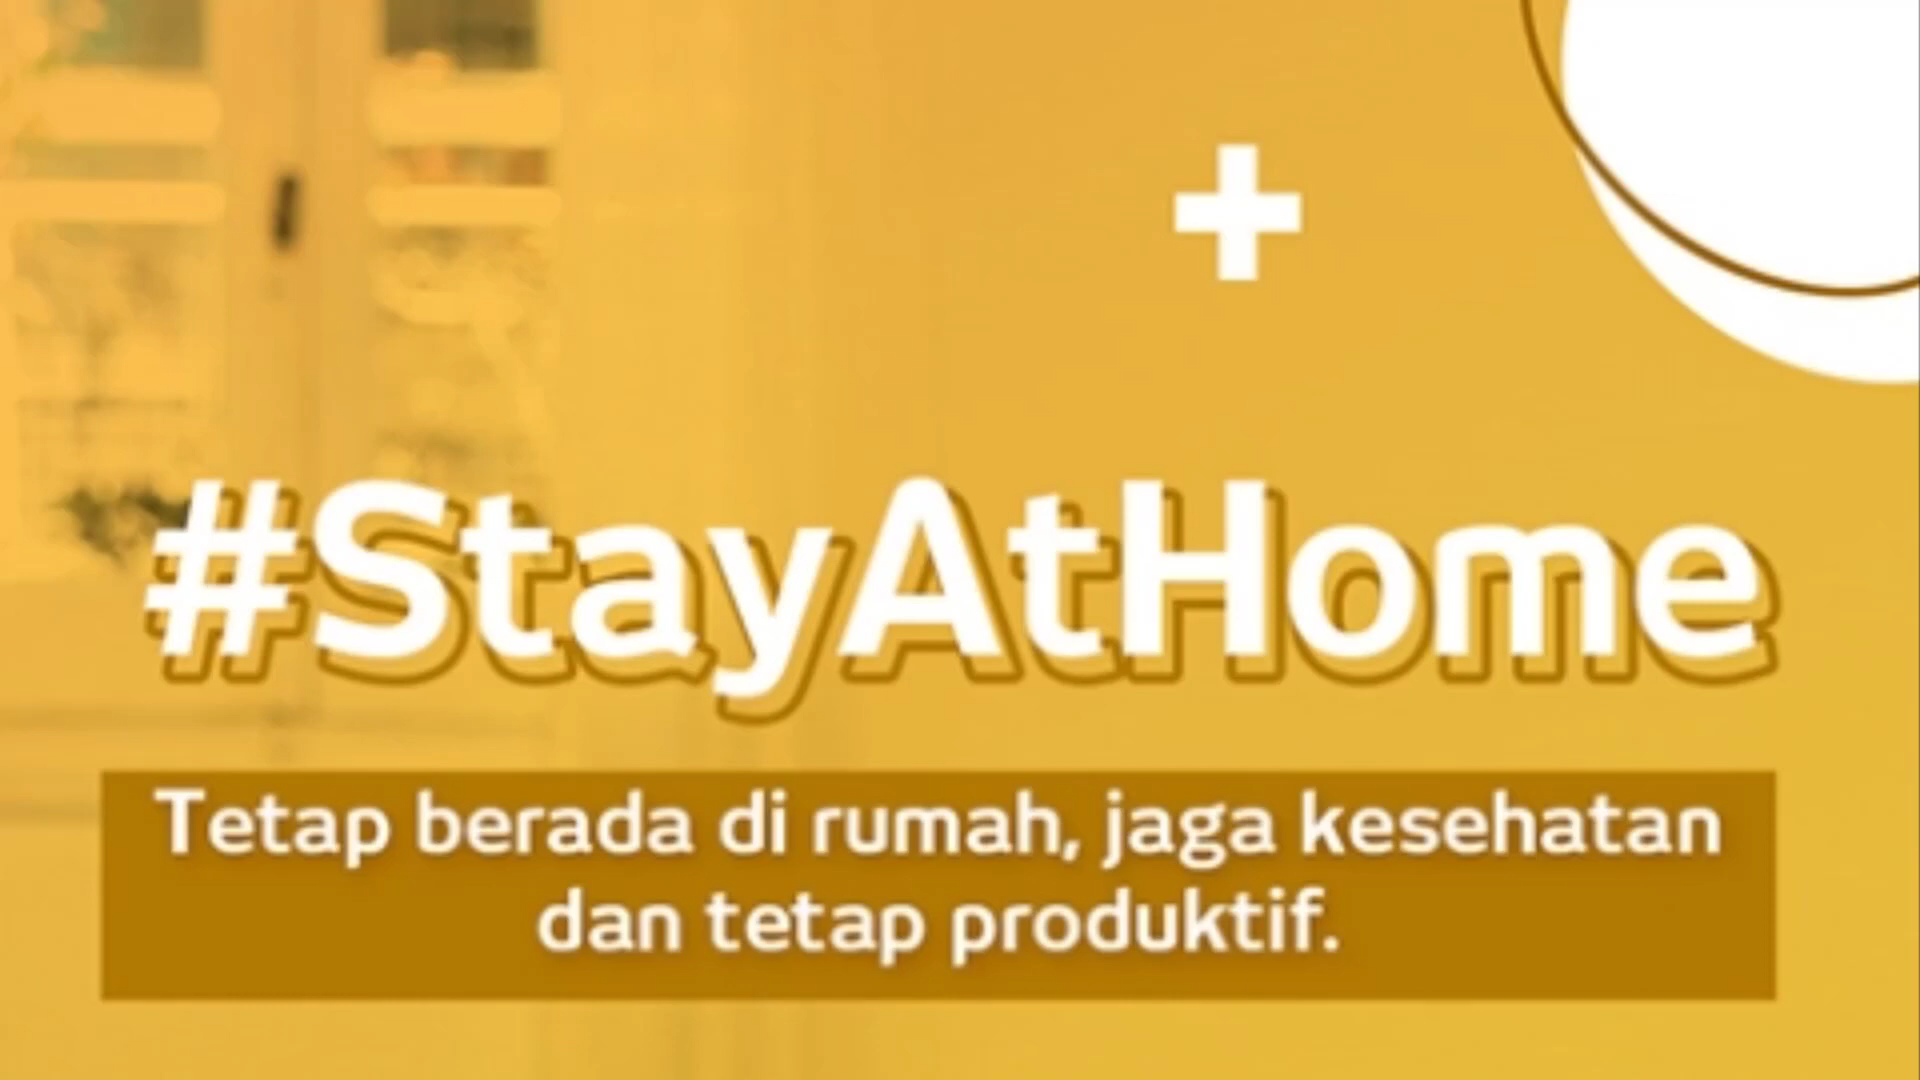 #StayAtHome
Tetap berada di rumah, jaga kesehatan
dan tetap produktif.